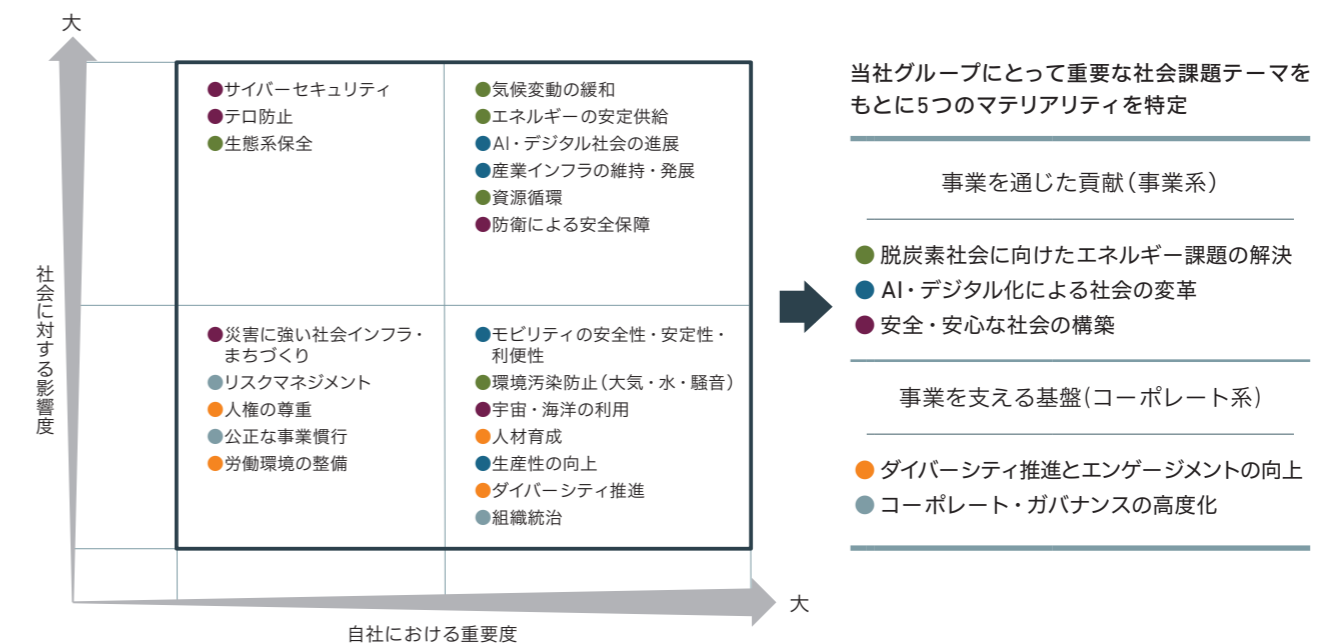 大
社会に対する影響度
●サイバーセキュリティ
●テロ防止
●生態系保全
●気候変動の緩和
●エネルギーの安定供給
●AI・デジタル社会の進展
●産業インフラの維持・発展
●資源循環
●防衛による安全保障
●災害に強い社会インフラ・
まちづくり
●リスクマネジメント
●人権の尊重
●公正な事業慣行
●労働環境の整備
●モビリティの安全性・安定性・
利便性
●環境汚染防止(大気・水・騒音)
●宇宙・海洋の利用
●人材育成
●生産性の向上
●ダイバーシティ推進
●組織統治
大
自社における重要度
当社グループにとって重要な社会課題テーマを
もとに5つのマテリアリティを特定
事業を通じた貢献(事業系)
●脱炭素社会に向けたエネルギー課題の解決
●AI・デジタル化による社会の変革
●安全・安心な社会の構築
事業を支える基盤(コーポレート系)
●ダイバーシティ推進とエンゲージメントの向上
●コーポレート・ガバナンスの高度化